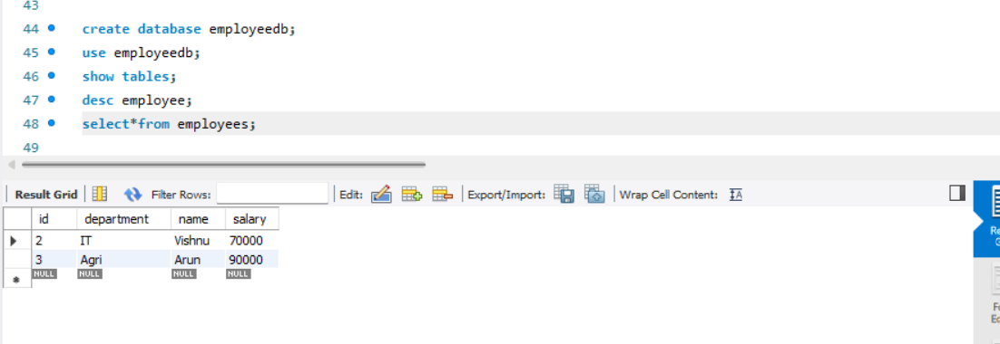 43
44 create database employeedb;
45 use employeedb;
46 show tables;
47 desc employee;
48 select*from employees;
49
Result Grid Filter Rows: Edit: Export/Import: Wrap Cell Content: IA
id department name salary
2 IT Vishnu 70000
3 Agri Arun 90000
NULL NULL NULL NULL